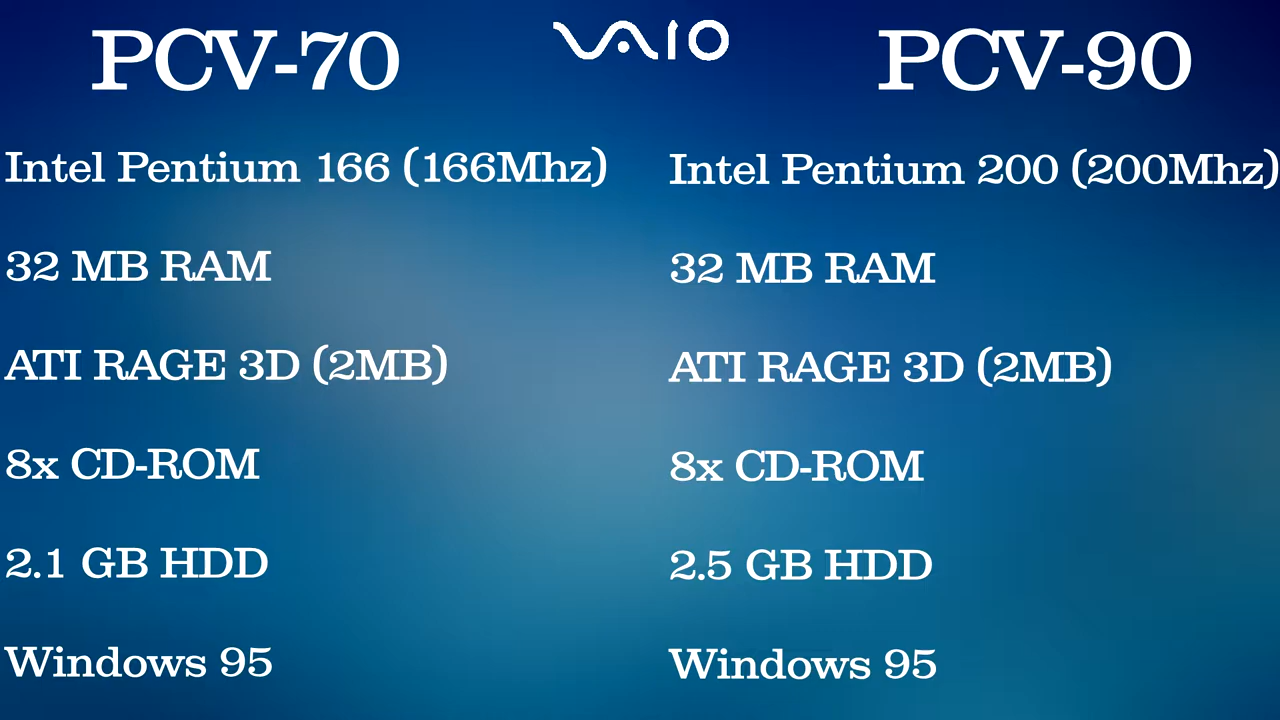 PCV-70
VAIO
PCV-90
Intel Pentium 166 (166Mhz)
32 MB RAM
ATI RAGE 3D (2MB)
8x CD-ROM
2.1 GB HDD
Windows 95
Intel Pentium 200 (200Mhz)
32 MB RAM
ATI RAGE 3D (2MB)
8x CD-ROM
2.5 GB HDD
Windows 95